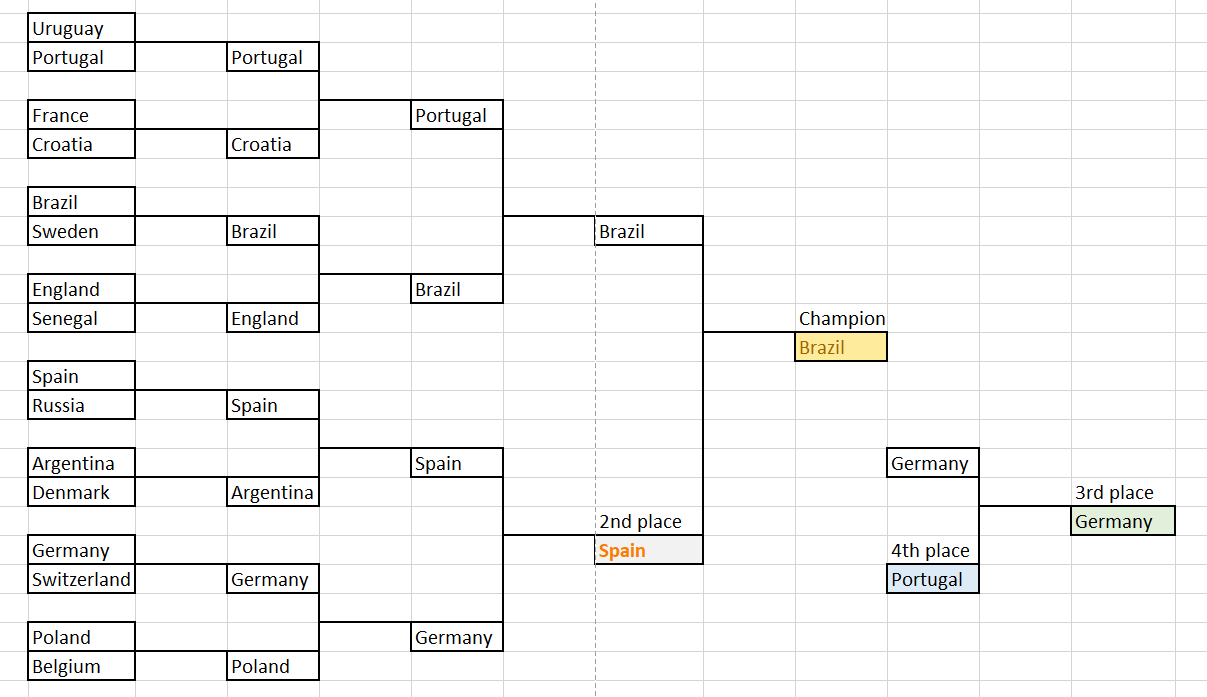 Uruguay
Portugal
Portugal
France
Portugal
Croatia
Croatia
Brazil
Sweden
Brazil
Brazil
England
Brazil
Senegal
England
Champion
Brazil
Spain
Russia
Spain
Argentina
Spain
Germany
Denmark
Argentina
3rd place
2nd place
Germany
Germany
Spain
4th place
Switzerland
Germany
Portugal
Poland
Germany
Belgium
Poland